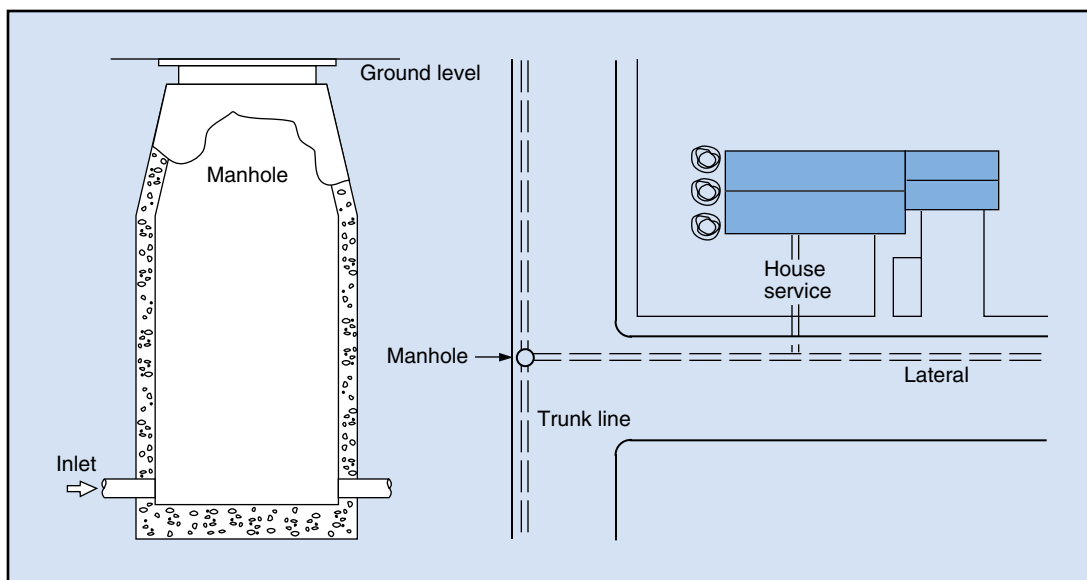 Ground level
Manhole
Inlet
House
service
Manhole
Lateral
Trunk line